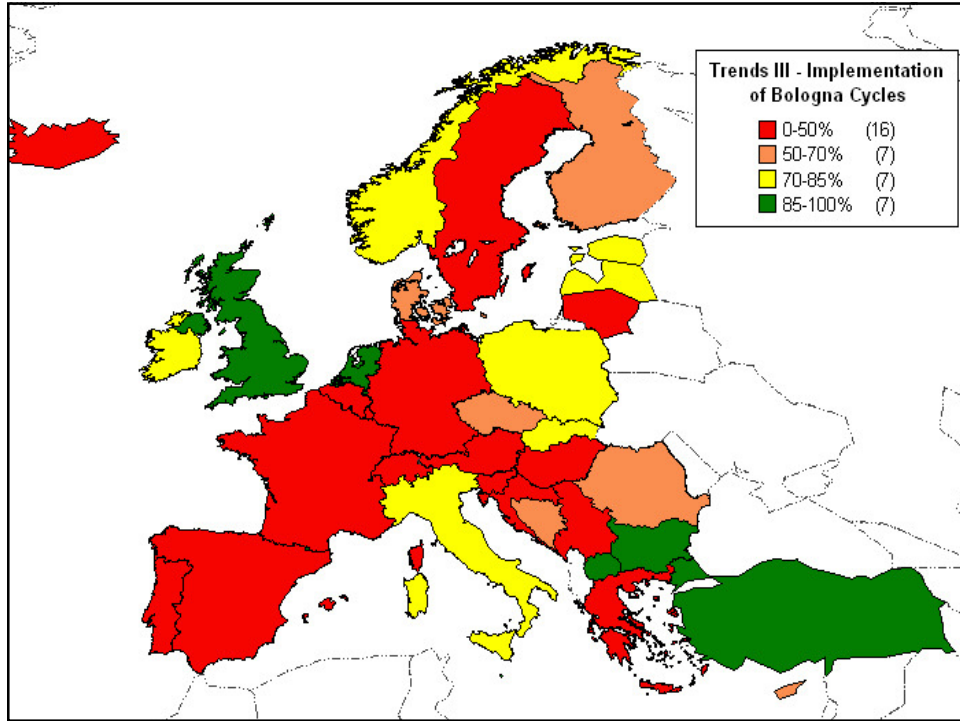 Trends III - Implementation
of Bologna Cycles
0-50% (16)
50-70% (7)
70-85% (7)
85-100% (7)